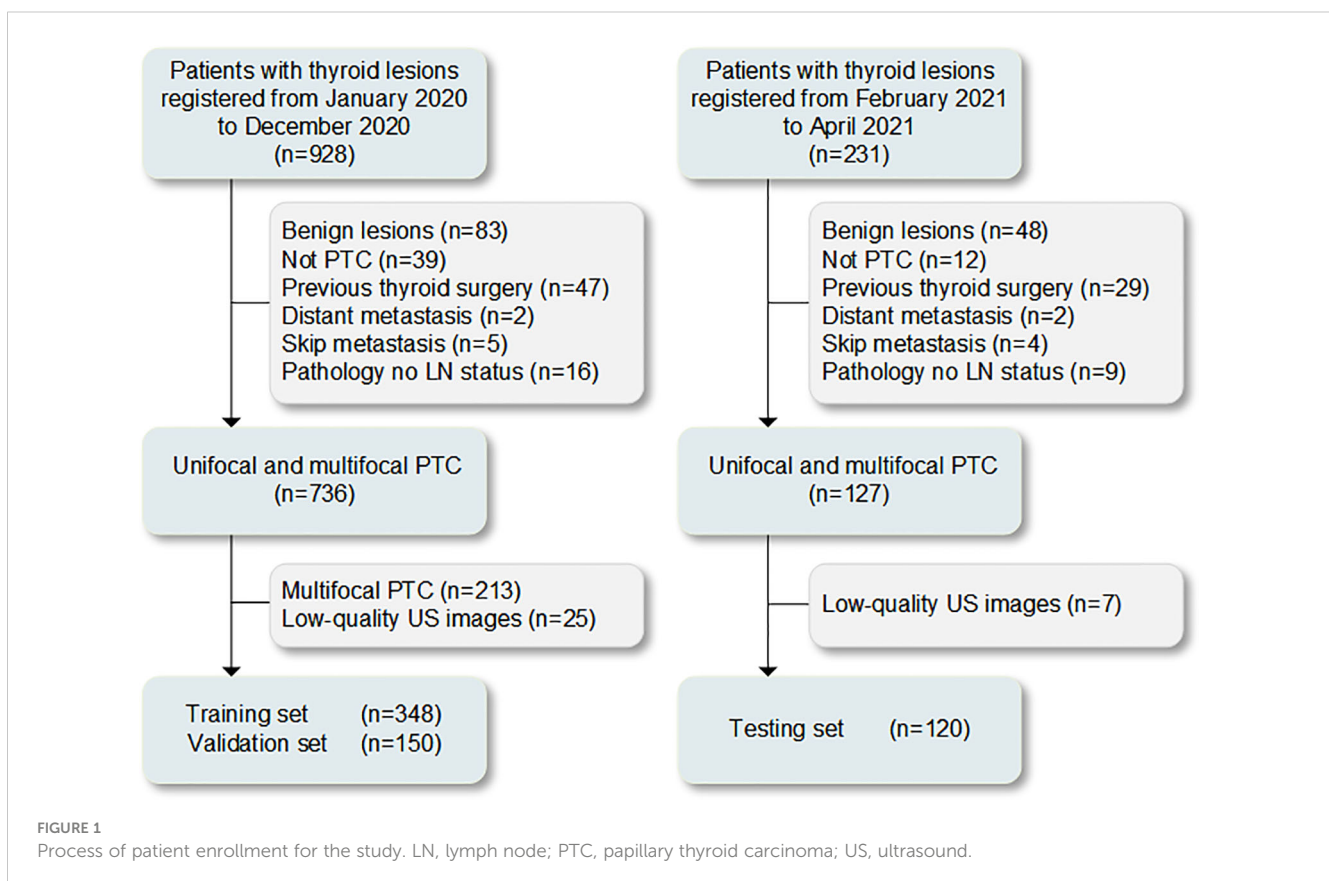 Patients with thyroid lesions
registered from January 2020
to December 2020
(n=928)
Benign lesions (n=83)
Not PTC (n=39)
Previous thyroid surgery (n=47)
Distant metastasis (n=2)
Skip metastasis (n=5)
Pathology no LN status (n=16)
Unifocal and multifocal PTC
(n=736)
Multifocal PTC (n=213)
Low-quality US images (n=25)
Training set (n=348)
Validation set (n=150)
Patients with thyroid lesions
registered from February 2021
to April 2021
(n=231)
Benign lesions (n=48)
Not PTC (n=12)
Previous thyroid surgery (n=29)
Distant metastasis (n=2)
Skip metastasis (n=4)
Pathology no LN status (n=9)
Unifocal and multifocal PTC
(n=127)
Low-quality US images (n=7)
Testing set (n=120)
FIGURE 1
Process of patient enrollment for the study. LN, lymph node; PTC, papillary thyroid carcinoma; US, ultrasound.